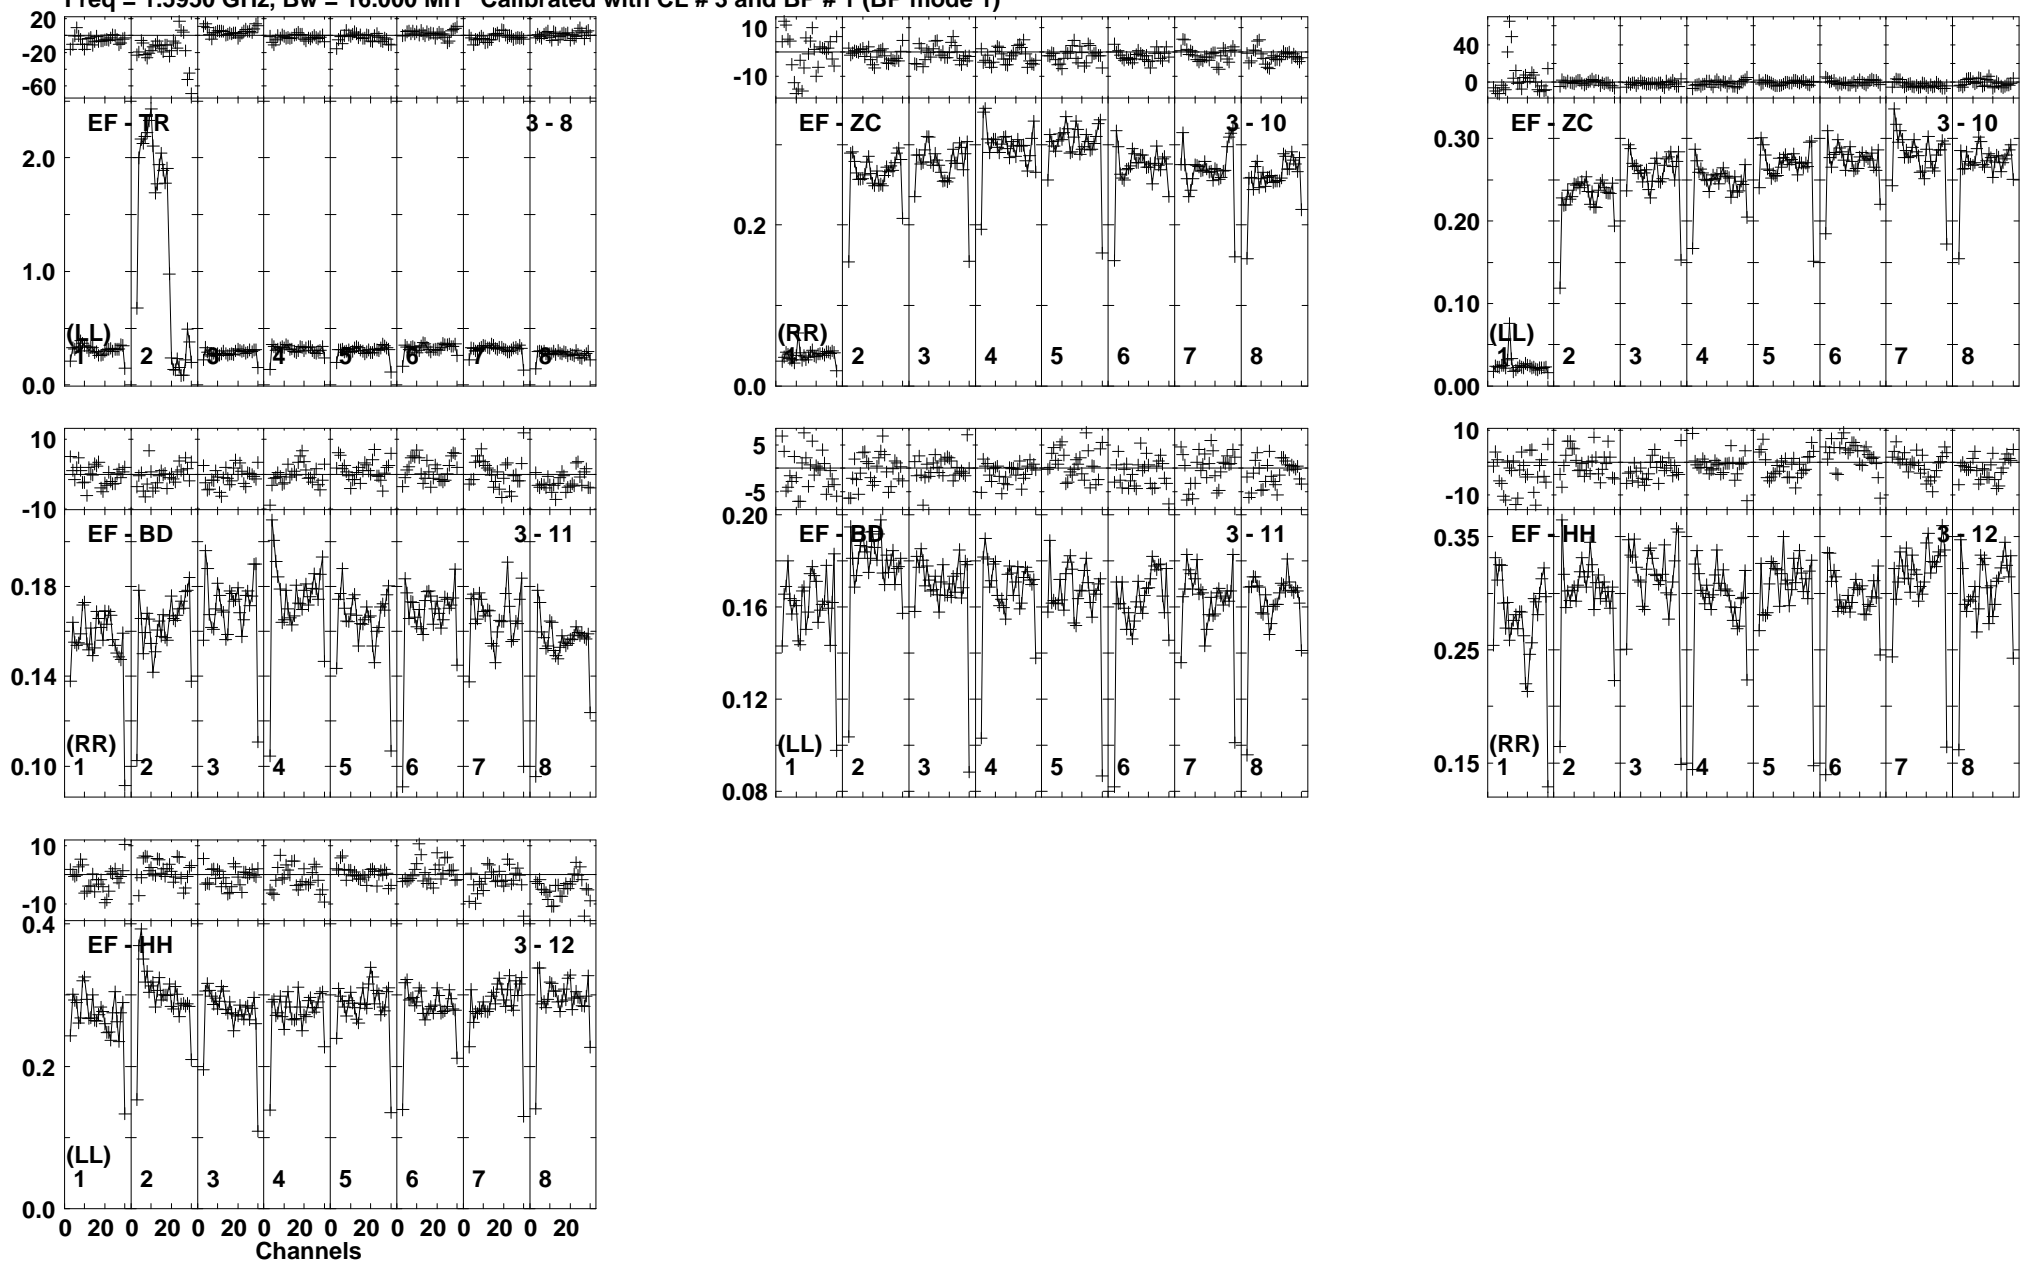 Freq = 1.5950 GHz, Bw = 16.000 MH Calibrated with CL # 3 and BP # 1 (BP mode 1)
20
-20
-60
EF - TR 3 - 8
2.0
1.0
(LL)
1 2 3 4 5 6 7 8
0.0
10
-10
EF - ZC 3 - 10
0.2
(RR)
1 2 3 4 5 6 7 8
0.0
40
0
EF - ZC 3 - 10
0.30
0.20
0.10
(LL)
1 2 3 4 5 6 7 8
0.00
10
-10
EF - BD 3 - 11
0.18
0.14
(RR)
0.10
1 2 3 4 5 6 7 8
5
-5
0.20
EF - BD 3 - 11
0.16
0.12
(LL)
1 2 3 4 5 6 7 8
0.08
10
-10
EF - HH 3 - 12
0.35
0.25
(RR)
0.15
1 2 3 4 5 6 7 8
10
-10
0.4
EF - HH 3 - 12
0.2
(LL)
1 2 3 4 5 6 7 8
0.0
0 20 0 20 0 20 0 20 0 20 0 20 0 20 0 20
Channels